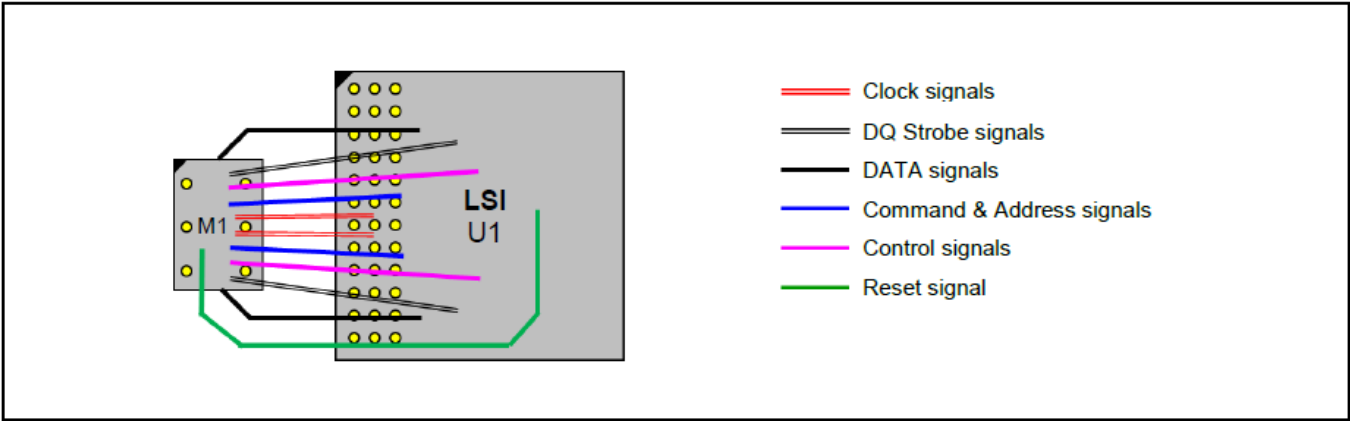 M1
LSI
U1
Clock signals
DQ Strobe signals
DATA signals
Command & Address signals
Control signals
Reset signal